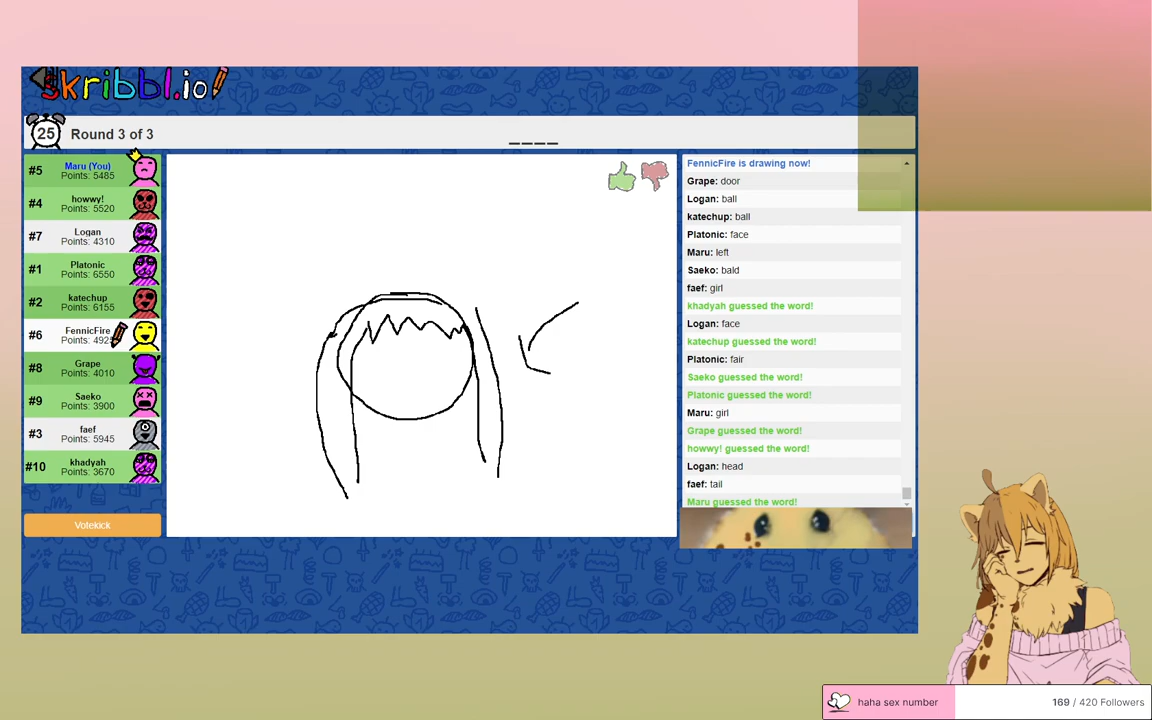 skribbl.io
25 Round 3 of 3 ____
#5 Maru (You)
Points: 5485
#4 howwy!
Points: 5520
#7 Logan
Points: 4310
#1 Platonic
Points: 6550
#2 katechup
Points: 6155
#6 FennicFire
Points: 4925
#8 Grape
Points: 4010
#9 Saeko
Points: 3900
#3 faef
Points: 5945
#10 khadyah
Points: 3670
Votekick
FennicFire is drawing now!
Grape: door
Logan: ball
katechup: ball
Platonic: face
Maru: left
Saeko: bald
faef: girl
khadyah guessed the word!
Logan: face
katechup guessed the word!
Platonic: fair
Saeko guessed the word!
Platonic guessed the word!
Maru: girl
Grape guessed the word!
howwy! guessed the word!
Logan: head
faef: tail
Maru guessed the word!
haha sex number 169 / 420 Followers